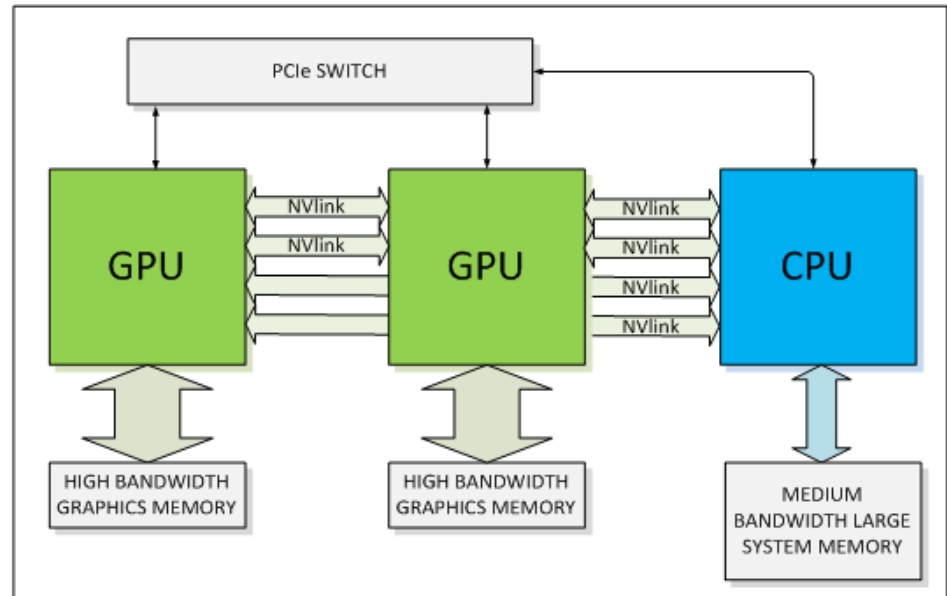 PCIe SWITCH
NVlink
NVlink
NVlink
NVlink
NVlink
NVlink
GPU
GPU
CPU
HIGH BANDWIDTH
GRAPHICS MEMORY
HIGH BANDWIDTH
GRAPHICS MEMORY
MEDIUM
BANDWIDTH LARGE
SYSTEM MEMORY